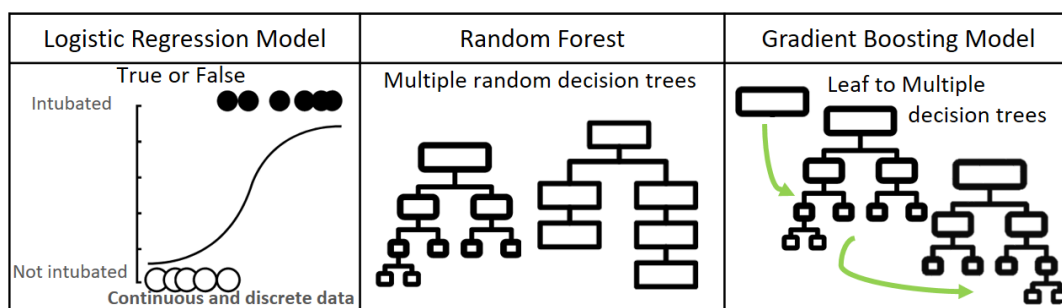 Logistic Regression Model
Random Forest
Gradient Boosting Model
True or False
Intubated
Not intubated
Continuous and discrete data
Multiple random decision trees
Leaf to Multiple
decision trees